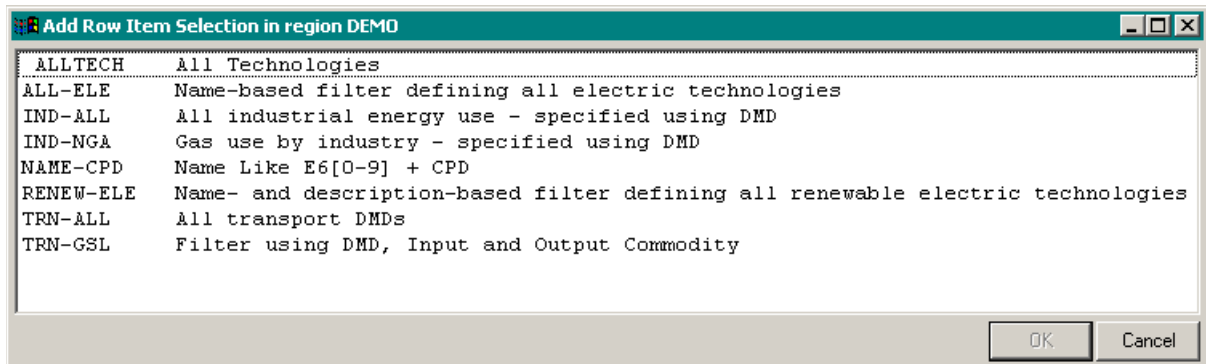 Add Row Item Selection in region DEMO
ALLTECH All Technologies
ALL-ELE Name-based filter defining all electric technologies
IND-ALL All industrial energy use - specified using DMD
IND-NGA Gas use by industry - specified using DMD
NAME-CPD Name Like E6[0-9] + CPD
RENEW-ELE Name- and description-based filter defining all renewable electric technologies
TRN-ALL All transport DMDs
TRN-GSL Filter using DMD, Input and Output Commodity
OK Cancel